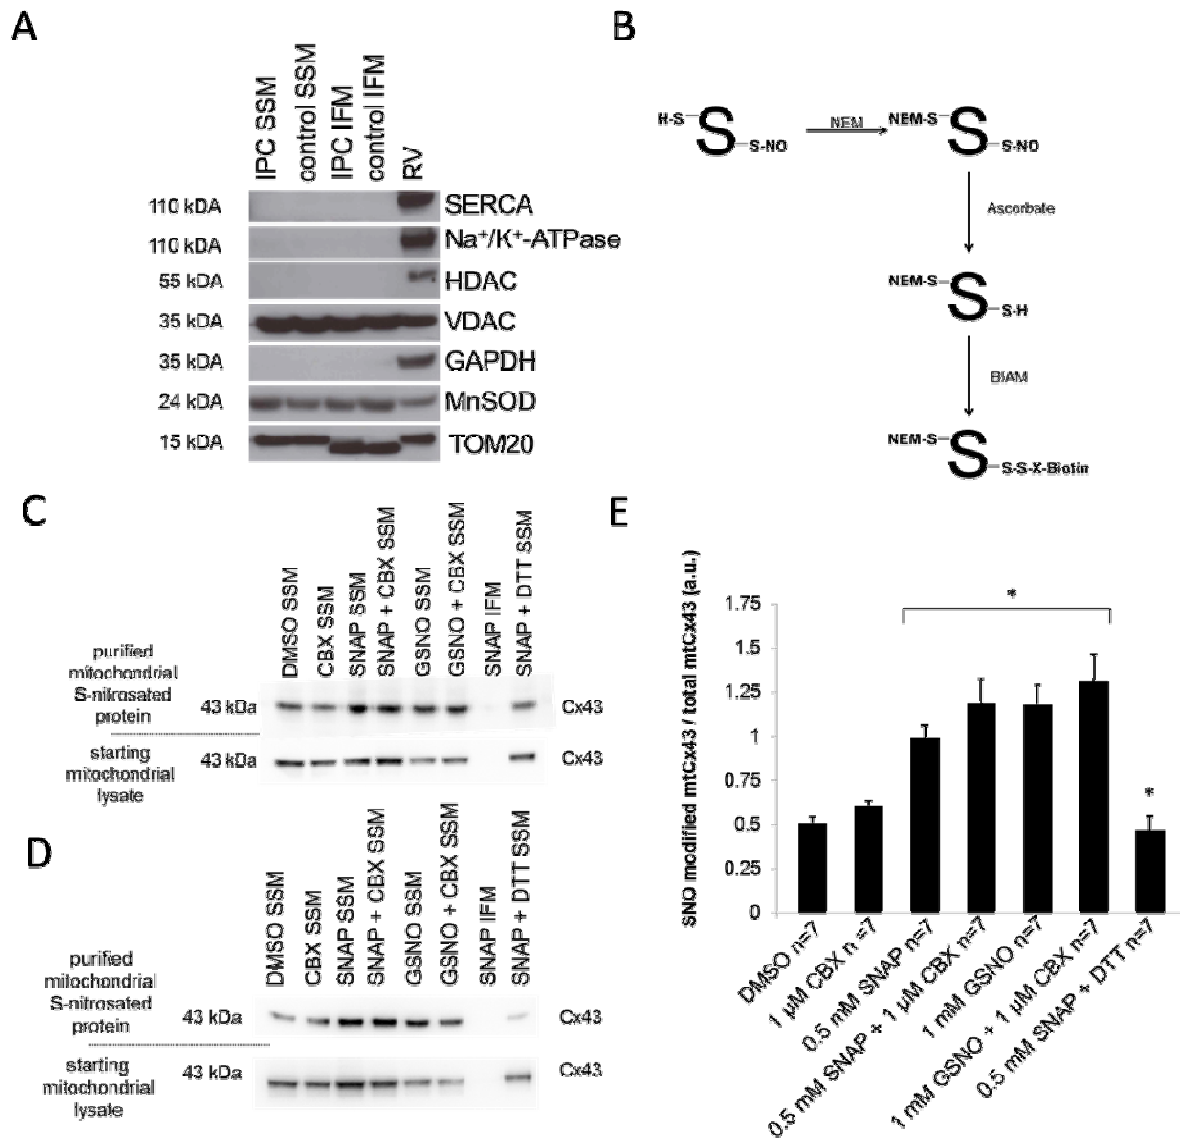 A
IPC SSM
control SSM
IPC IFM
control IFM
RV
110 kDA
SERCA
110 kDA
Na+/K+-ATPase
55 kDA
HDAC
35 kDA
VDAC
35 kDA
GAPDH
24 kDA
MnSOD
15 kDA
TOM20
B
H-S
S
S-NO
NEM
NEM-S
S
S-NO
Ascorbate
NEM-S
S
S-H
BIAM
NEM-S
S
S-S-X-Biotin
C
DMSO SSM
CBX SSM
SNAP SSM
SNAP + CBX SSM
GSNO SSM
GSNO + CBX SSM
SNAP IFM
SNAP + DTT SSM
purified
mitochondrial
S-nitrosated
protein
43 kDa
Cx43
starting
mitochondrial
lysate
43 kDa
Cx43
D
DMSO SSM
CBX SSM
SNAP SSM
SNAP + CBX SSM
GSNO SSM
GSNO + CBX SSM
SNAP IFM
SNAP + DTT SSM
purified
mitochondrial
S-nitrosated
protein
43 kDa
Cx43
starting
mitochondrial
lysate
43 kDa
Cx43
E
SNO modified mtCx43 / total mtCx43 (a.u.)
1.75
1.5
1.25
1
0.75
0.5
0.25
0
*
*
DMSO n=7
1 µM CBX n =7
0.5 mM SNAP n=7
0.5 mM SNAP + 1 µM CBX n=7
1 mM GSNO n=7
1 mM GSNO + 1 µM CBX n=7
0.5 mM SNAP + DTT n=7